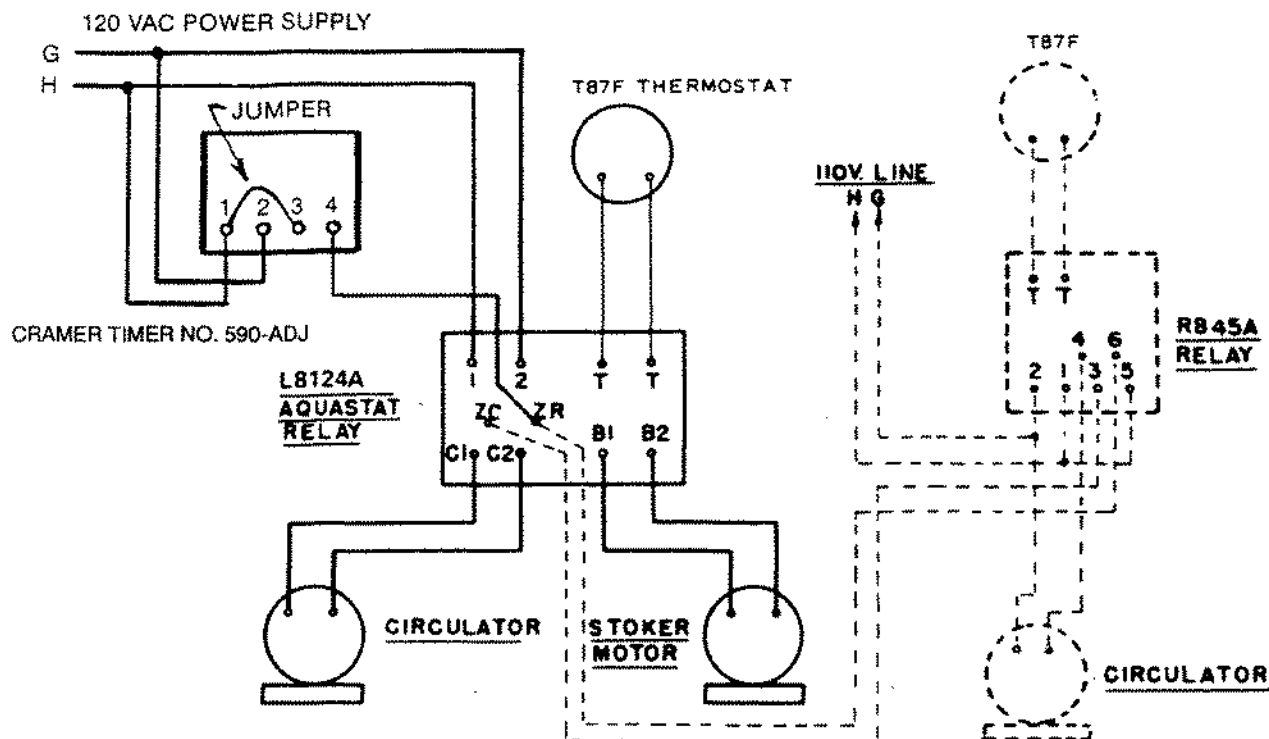 120 VAC POWER SUPPLY
G
H
JUMPER
1 2 3 4
CRAMER TIMER NO. 590-ADJ
T87F THERMOSTAT
L8124A
AQUASTAT
RELAY
1 2 T T
ZC ZR
C1 C2 B1 B2
CIRCULATOR
STOKER
MOTOR
T87F
110V. LINE
H G
T T
4 6
2 1 3 5
R845A
RELAY
CIRCULATOR